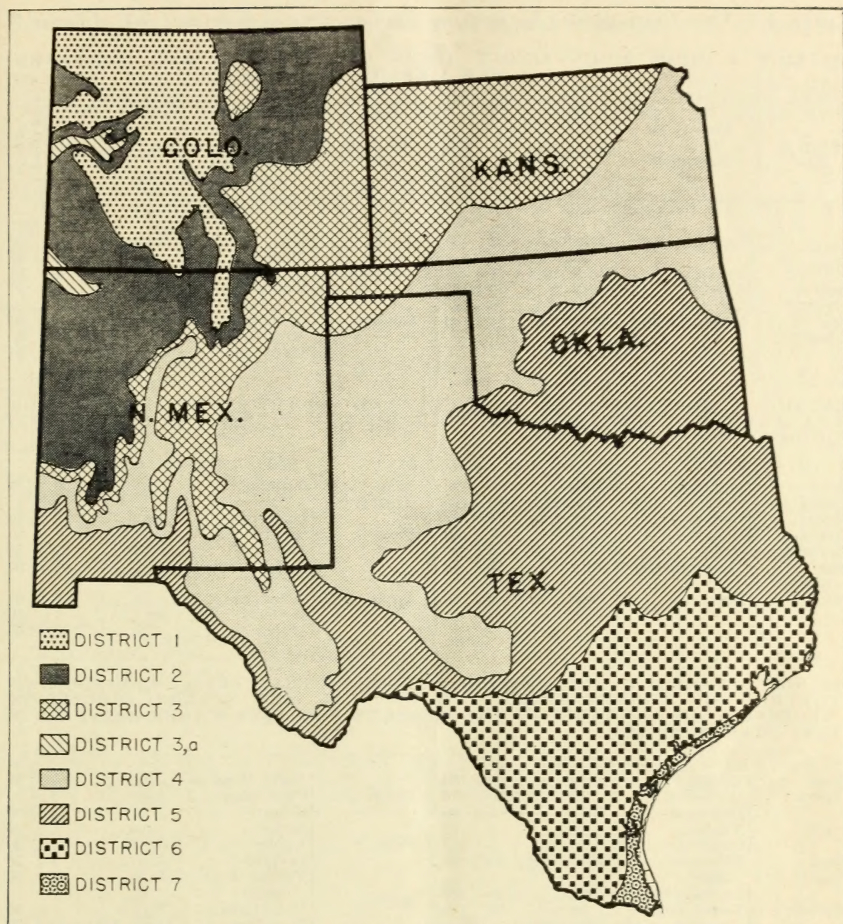 COLO.
KANS.
OKLA.
N. MEX.
TEX.
DISTRICT 1
DISTRICT 2
DISTRICT 3
DISTRICT 3,a
DISTRICT 4
DISTRICT 5
DISTRICT 6
DISTRICT 7